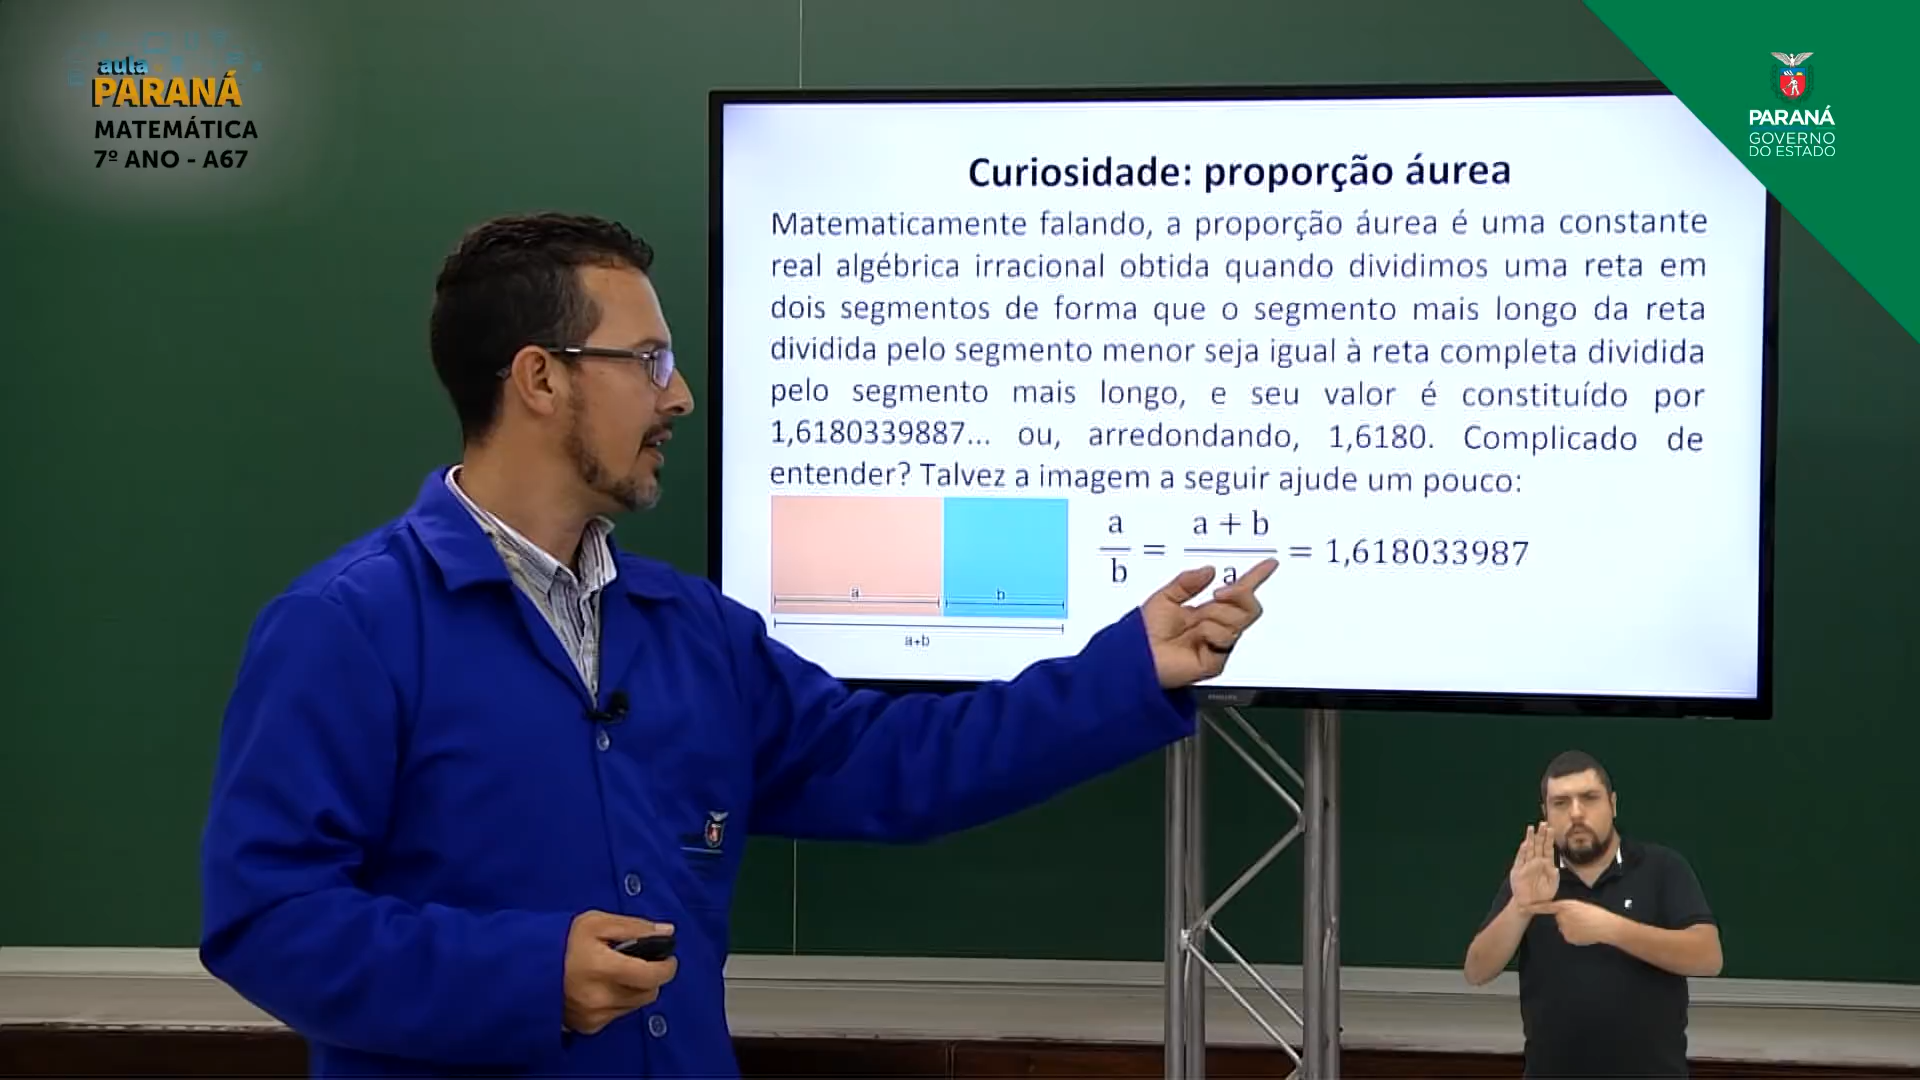 aula
PARANÁ
MATEMÁTICA
7º ANO - A67
PARANÁ
GOVERNO
DO ESTADO
Curiosidade: proporção áurea
Matematicamente falando, a proporção áurea é uma constante
real algébrica irracional obtida quando dividimos uma reta em
dois segmentos de forma que o segmento mais longo da reta
dividida pelo segmento menor seja igual à reta completa dividida
pelo segmento mais longo, e seu valor é constituído por
1,6180339887... ou, arredondando, 1,6180. Complicado de
entender? Talvez a imagem a seguir ajude um pouco:
a/b = a + b/a = 1,618033987
a b
a+b
PHILIPS